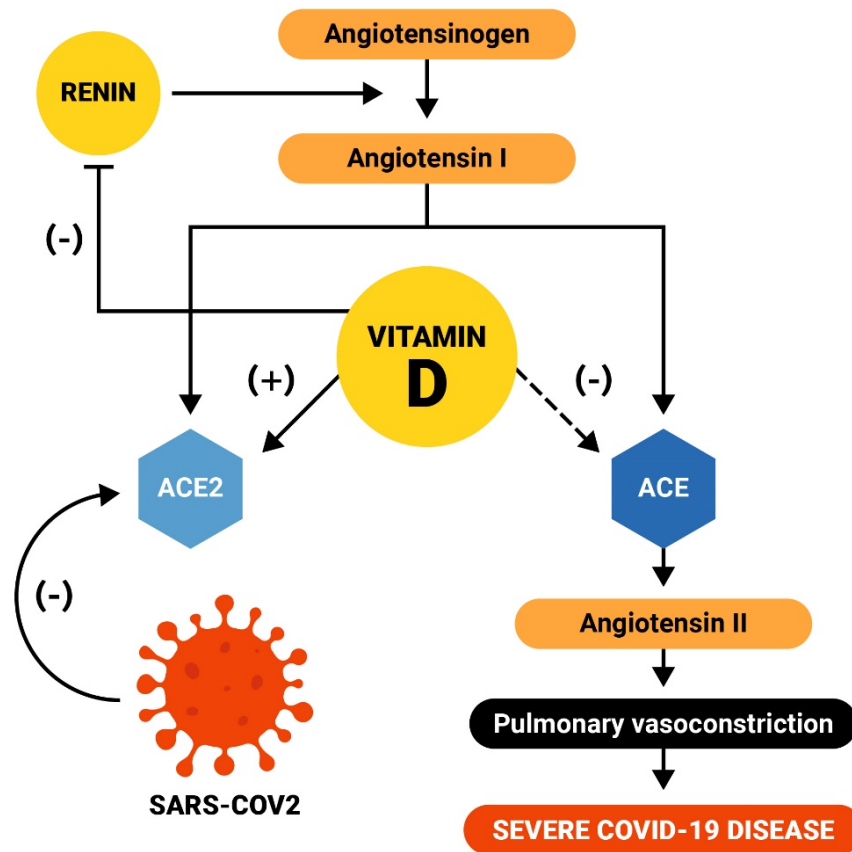 Angiotensinogen
RENIN
Angiotensin I
(-)
VITAMIN
D
(+)
(-)
ACE2
ACE
(-)
Angiotensin II
Pulmonary vasoconstriction
SARS-COV2
SEVERE COVID-19 DISEASE